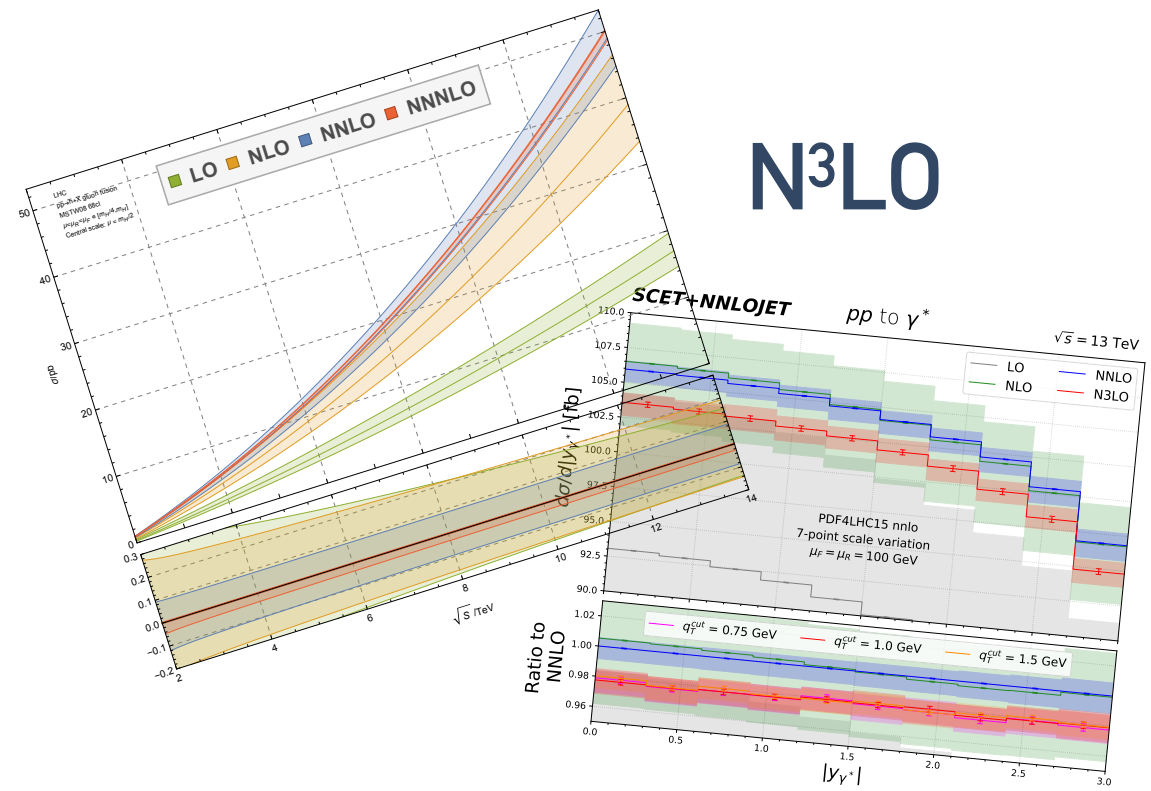 LO NLO NNLO NNNLO
LHC
pp→h+X gluon fusion
MSTW08 68cl
Central scale: μ = m_H/2
σ/pb
50
40
30
20
10
0
0.3
0.2
0.1
0.0
−0.1
−0.2
2
4
6
8
10
12
14
√s /TeV
N³LO
SCET+NNLOJET
pp to γ*
√s = 13 TeV
LO
NLO
NNLO
N3LO
dσ/d|y_γ*| [fb]
110.0
107.5
105.0
102.5
100.0
97.5
95.0
92.5
90.0
PDF4LHC15 nnlo
7-point scale variation
μ_F = μ_R = 100 GeV
Ratio to
NNLO
1.02
1.00
0.98
0.96
q_T^cut = 0.75 GeV
q_T^cut = 1.0 GeV
q_T^cut = 1.5 GeV
0.0
0.5
1.0
1.5
2.0
2.5
3.0
|y_γ*|